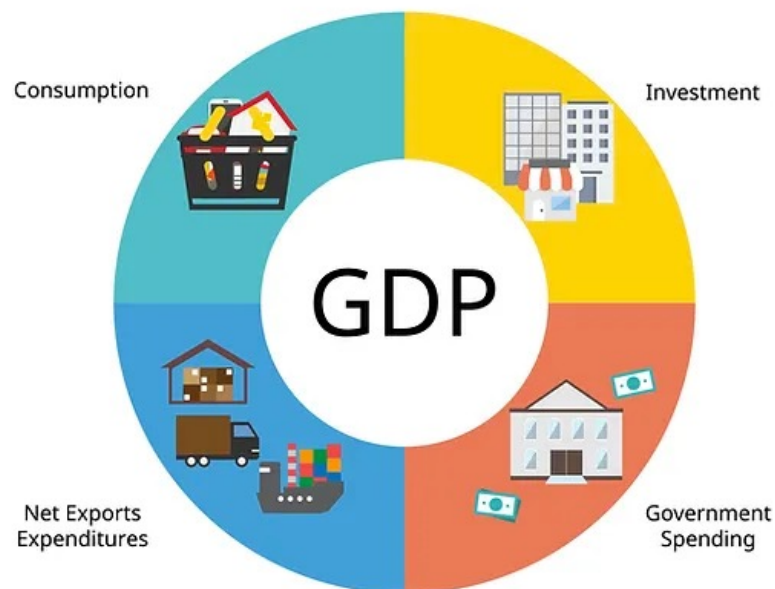 Consumption
Investment
GDP
Net Exports
Expenditures
Government
Spending